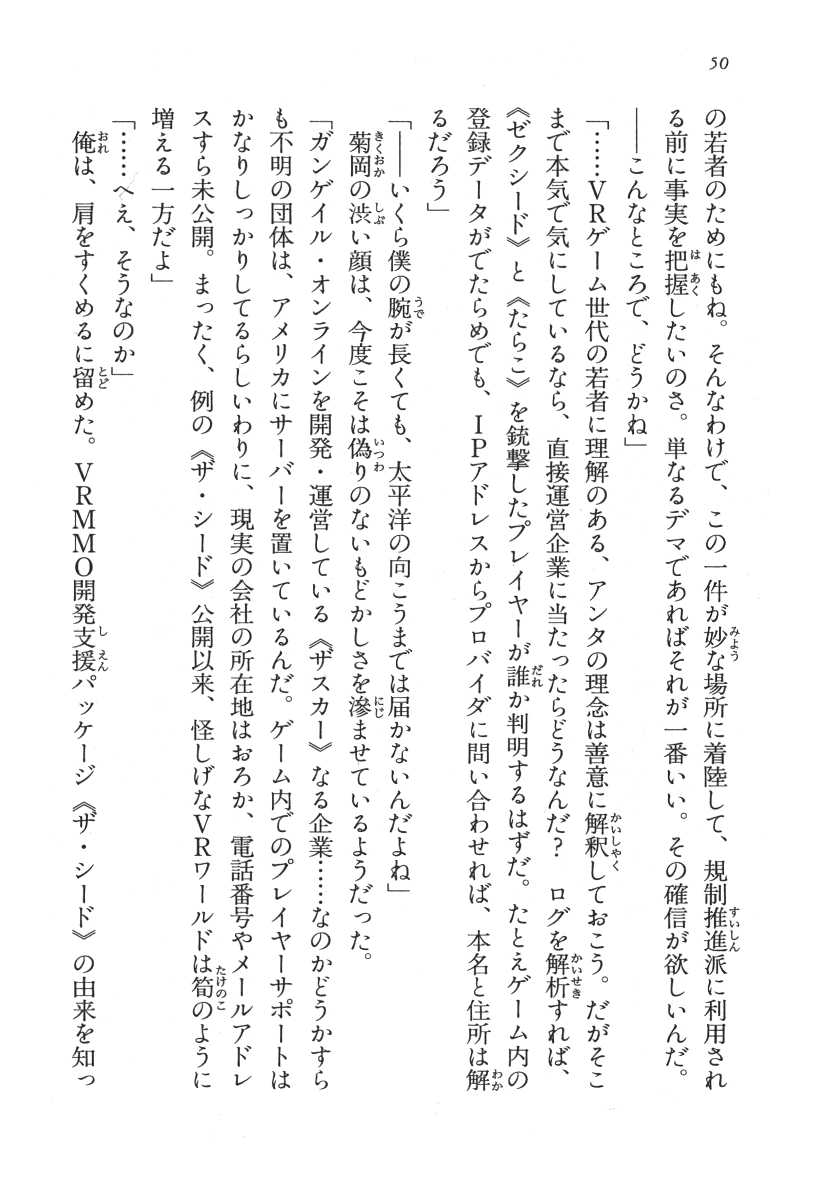 50
の若者のためにもね。そんなわけで、この一件が妙な場所に着陸して、規制推進派に利用され
る前に事実を把握したいのさ。単なるデマであればそれが一番いい。その確信が欲しいんだ。
――こんなところで、どうかね」
「……ＶＲゲーム世代の若者に理解のある、アンタの理念は善意に解釈しておこう。だがそこ
まで本気で気にしているなら、直接運営企業に当たったらどうなんだ？　ログを解析すれば、
《ゼクシード》と《たらこ》を銃撃したプレイヤーが誰か判明するはずだ。たとえゲーム内の
登録データがでたらめでも、ＩＰアドレスからプロバイダに問い合わせれば、本名と住所は解
るだろう」
「――いくら僕の腕が長くても、太平洋の向こうまでは届かないんだよね」
菊岡の渋い顔は、今度こそは偽りのないもどかしさを滲ませているようだった。
「ガンゲイル・オンラインを開発・運営している《ザスカー》なる企業……なのかどうかすら
も不明の団体は、アメリカにサーバーを置いているんだ。ゲーム内でのプレイヤーサポートは
かなりしっかりしてるらしいわりに、現実の会社の所在地はおろか、電話番号やメールアドレ
スすら未公開。まったく、例の《ザ・シード》公開以来、怪しげなＶＲワールドは筍のように
増える一方だよ」
「……へえ、そうなのか」
俺は、肩をすくめるに留めた。ＶＲＭＭＯ開発支援パッケージ《ザ・シード》の由来を知っ